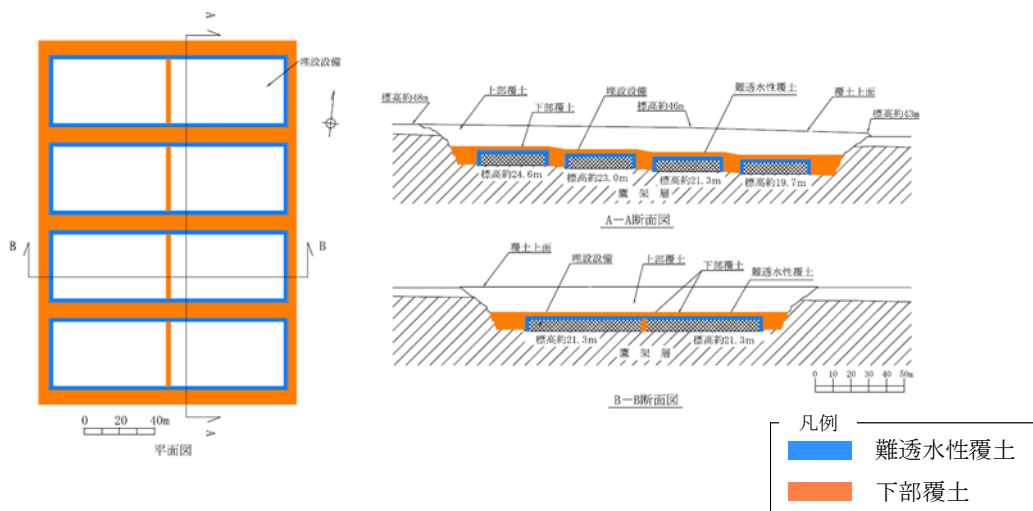 A
埋設設備
B
B
A
0 20 40m
平面図
標高約48m
上部覆土
下部覆土
埋設設備
標高約46m
難透水性覆土
覆土上面
標高約43m
標高約24.6m
標高約23.0m
標高約21.3m
標高約19.7m
鷹架層
A-A断面図
覆土上面
埋設設備
上部覆土
下部覆土
難透水性覆土
標高約21.3m
標高約21.3m
鷹架層
0 10 20 30 40 50m
B-B断面図
凡例
難透水性覆土
下部覆土